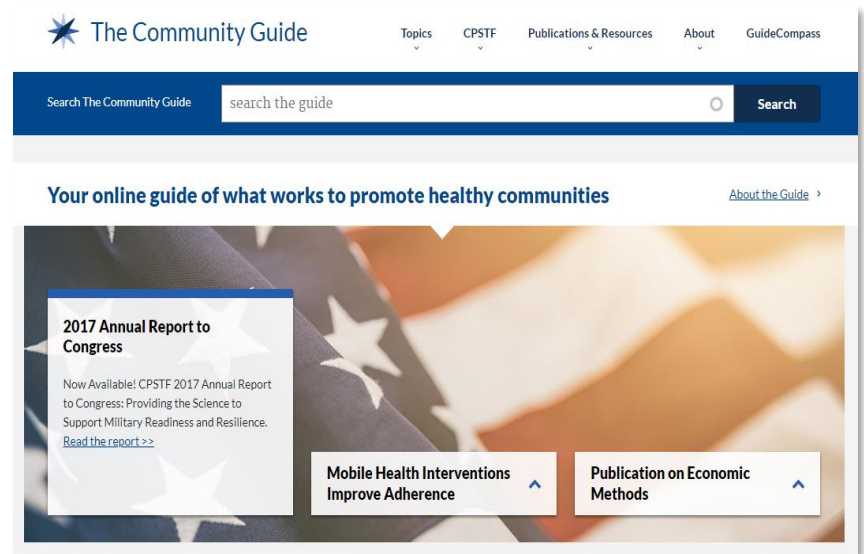 The Community Guide
Topics
CPSTF
Publications & Resources
About
GuideCompass
Search The Community Guide
search the guide
Search
Your online guide of what works to promote healthy communities
About the Guide ›
2017 Annual Report to
Congress
Now Available! CPSTF 2017 Annual Report
to Congress: Providing the Science to
Support Military Readiness and Resilience.
Read the report >>
Mobile Health Interventions
Improve Adherence
Publication on Economic
Methods